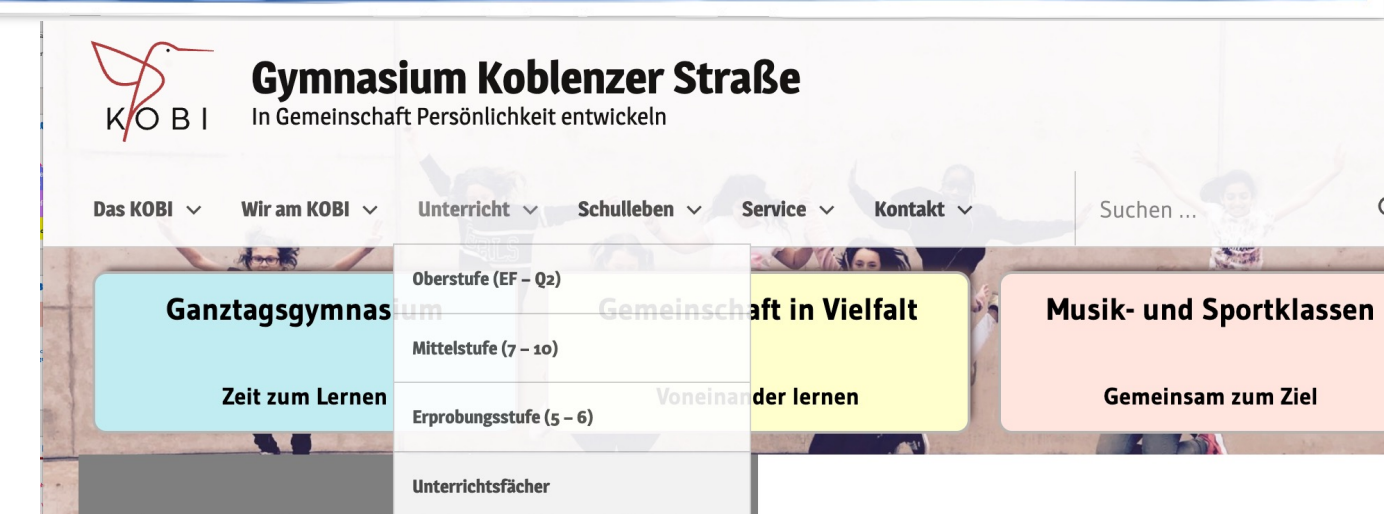 KOBI
Gymnasium Koblenzer Straße
In Gemeinschaft Persönlichkeit entwickeln
Das KOBI Wir am KOBI Unterricht Schulleben Service Kontakt Suchen ...
Oberstufe (EF – Q2)
Ganztagsgymnasium Gemeinschaft in Vielfalt Musik- und Sportklassen
Mittelstufe (7 – 10)
Zeit zum Lernen Voneinander lernen Gemeinsam zum Ziel
Erprobungsstufe (5 – 6)
Unterrichtsfächer